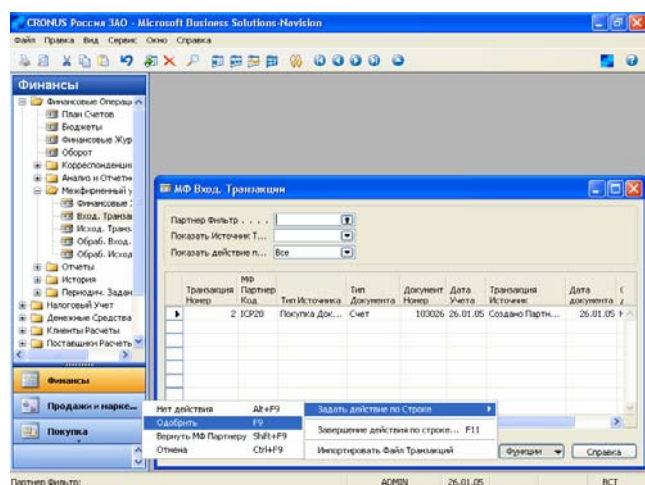 CRONUS Россия ЗАО - Microsoft Business Solutions-Navision
Файл Правка Вид Сервис Окно Справка
Финансы
Финансовые Операц
План Счетов
Бюджеты
Финансовые Жур
Оборот
Корреспонденция
Анализ и Отчетн
Межфирменный у
Финансовые
Вход. Транза
Исход. Транз.
Обраб. Вход.
Обраб. Исход
Отчеты
История
Периодич. Задан
Налоговый Учет
Денежные Средства
Клиенты Расчеты
Поставщики Расчеты
Финансы
Продажи и марке...
Покупка
МФ Вход. Транзакции
Партнер Фильтр . . . .
Показать Источник Т...
Показать действие п... Все
Транзакция Номер
МФ Партнер Код
Тип Источника
Тип Документа
Документ Номер
Дата Учета
Транзакция Источник
Дата документа
2 ICP20 Покупка Док... Счет 103026 26.01.05 Создано Партн... 26.01.05
Нет действия Alt+F9
Одобрить F9
Вернуть МФ Партнеру Shift+F9
Отмена Ctrl+F9
Задать действие по Строке
Завершение действия по строке... F11
Импортировать Файл Транзакций
Функции
Справка
Партнер Фильтр:
ADMIN 26.01.05 ВСТ